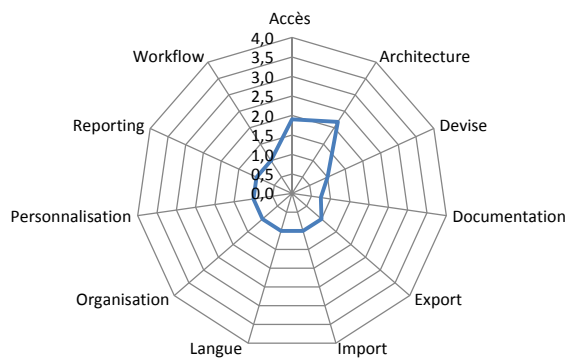 Accès
4,0
3,5
3,0
2,5
2,0
1,5
1,0
0,5
0,0
Architecture
Devise
Documentation
Export
Import
Langue
Organisation
Personnalisation
Reporting
Workflow